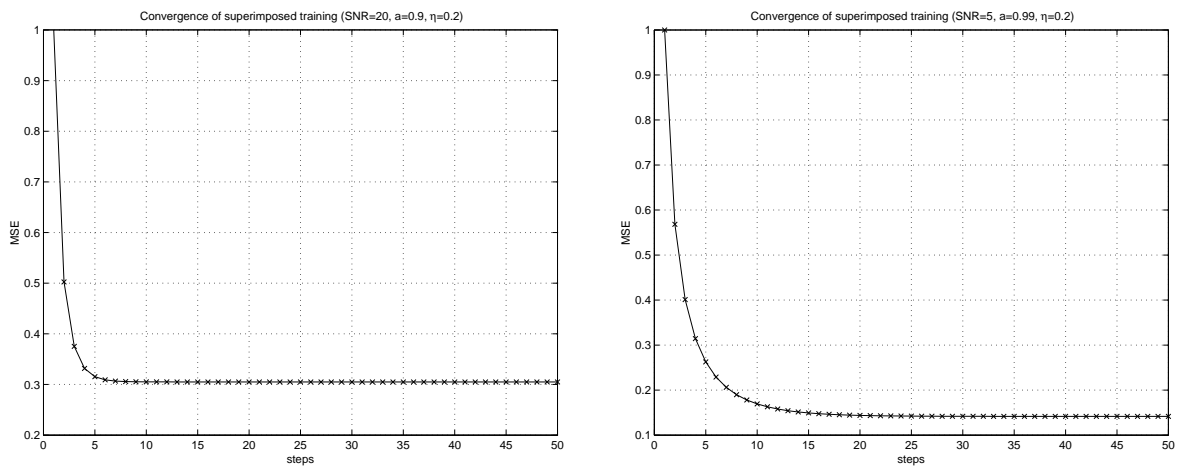 Convergence of superimposed training (SNR=20, a=0.9, η=0.2)
1
0.9
0.8
0.7
0.6
0.5
0.4
0.3
0.2
MSE
0 5 10 15 20 25 30 35 40 45 50
steps
Convergence of superimposed training (SNR=5, a=0.99, η=0.2)
1
0.9
0.8
0.7
0.6
0.5
0.4
0.3
0.2
0.1
MSE
0 5 10 15 20 25 30 35 40 45 50
steps